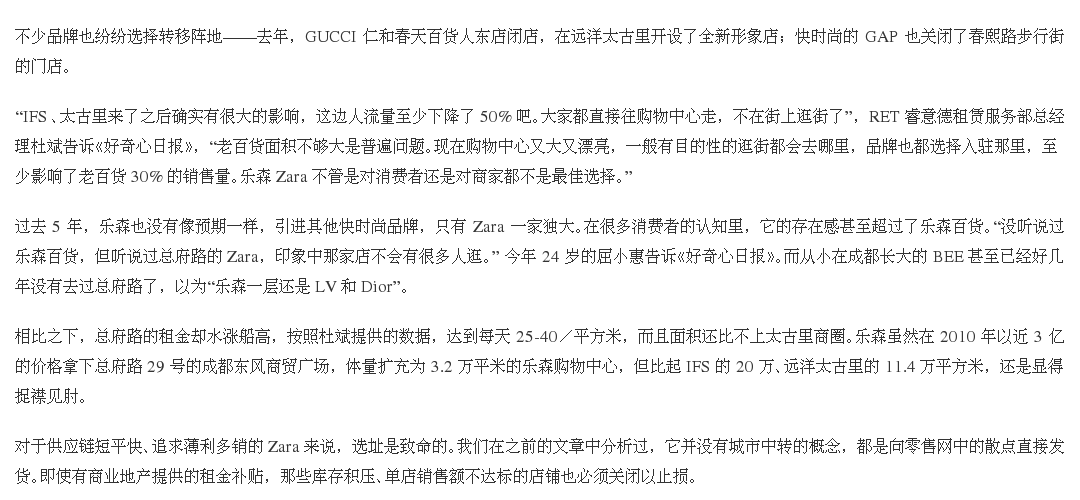 不少品牌也纷纷选择转移阵地——去年，GUCCI 仁和春天百货人东店闭店，在远洋太古里开设了全新形象店；快时尚的 GAP 也关闭了春熙路步行街
的门店。
“IFS、太古里来了之后确实有很大的影响，这边人流量至少下降了 50% 吧。大家都直接往购物中心走，不在街上逛街了”，RET 睿意德租赁服务部总经
理杜斌告诉《好奇心日报》，“老百货面积不够大是普遍问题。现在购物中心又大又漂亮，一般有目的性的逛街都会去哪里，品牌也都选择入驻那里，至
少影响了老百货 30% 的销售量。乐森 Zara 不管是对消费者还是对商家都不是最佳选择。”
过去 5 年，乐森也没有像预期一样，引进其他快时尚品牌，只有 Zara 一家独大。在很多消费者的认知里，它的存在感甚至超过了乐森百货。“没听说过
乐森百货，但听说过总府路的 Zara，印象中那家店不会有很多人逛。” 今年 24 岁的屈小惠告诉《好奇心日报》。而从小在成都长大的 BEE 甚至已经好几
年没有去过总府路了，以为“乐森一层还是 LV 和 Dior”。
相比之下，总府路的租金却水涨船高，按照杜斌提供的数据，达到每天 25-40／平方米，而且面积还比不上太古里商圈。乐森虽然在 2010 年以近 3 亿
的价格拿下总府路 29 号的成都东风商贸广场，体量扩充为 3.2 万平米的乐森购物中心，但比起 IFS 的 20 万、远洋太古里的 11.4 万平方米，还是显得
捉襟见肘。
对于供应链短平快、追求薄利多销的 Zara 来说，选址是致命的。我们在之前的文章中分析过，它并没有城市中转的概念，都是向零售网中的散点直接发
货。即使有商业地产提供的租金补贴，那些库存积压、单店销售额不达标的店铺也必须关闭以止损。